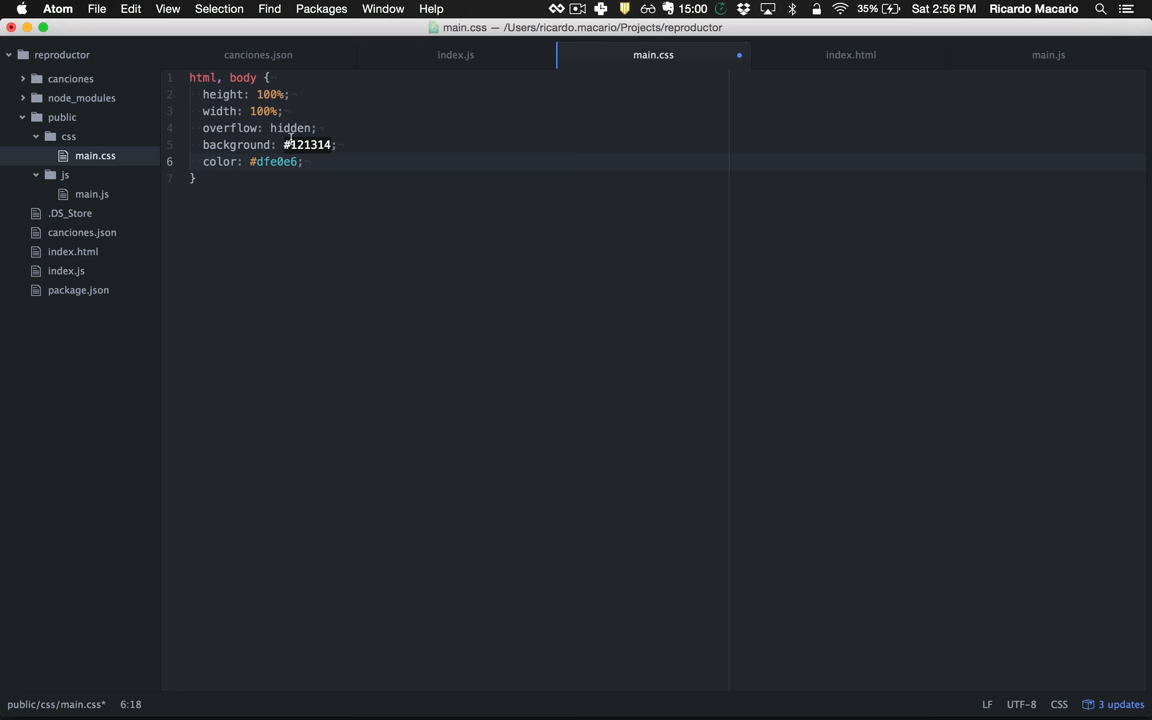 Atom File Edit View Selection Find Packages Window Help 15:00 35% Sat 2:56 PM Ricardo Macario
main.css — /Users/ricardo.macario/Projects/reproductor
reproductor
canciones
node_modules
public
css
main.css
js
main.js
.DS_Store
canciones.json
index.html
index.js
package.json
canciones.json index.js main.css index.html main.js
1 html, body {
2 height: 100%;
3 width: 100%;
4 overflow: hidden;
5 background: #121314;
6 color: #dfe0e6;
7 }
public/css/main.css* 6:18 LF UTF-8 CSS 3 updates